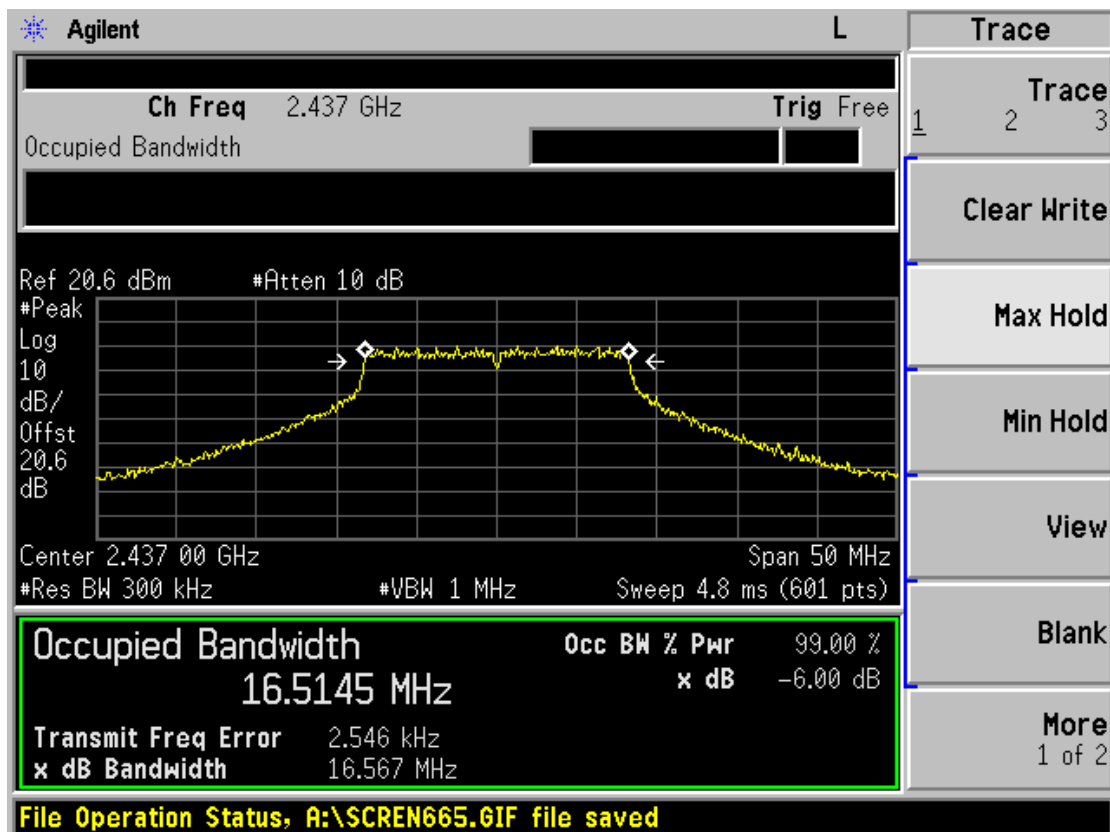 Agilent L Trace
Ch Freq 2.437 GHz Trig Free
Occupied Bandwidth
Trace
1 2 3
Clear Write
Max Hold
Min Hold
View
Blank
More
1 of 2
Ref 20.6 dBm #Atten 10 dB
#Peak
Log
10
dB/
Offst
20.6
dB
Center 2.437 00 GHz Span 50 MHz
#Res BW 300 kHz #VBW 1 MHz Sweep 4.8 ms (601 pts)
Occupied Bandwidth
16.5145 MHz
Occ BW % Pwr 99.00 %
x dB -6.00 dB
Transmit Freq Error 2.546 kHz
x dB Bandwidth 16.567 MHz
File Operation Status, A:\SCREN665.GIF file saved